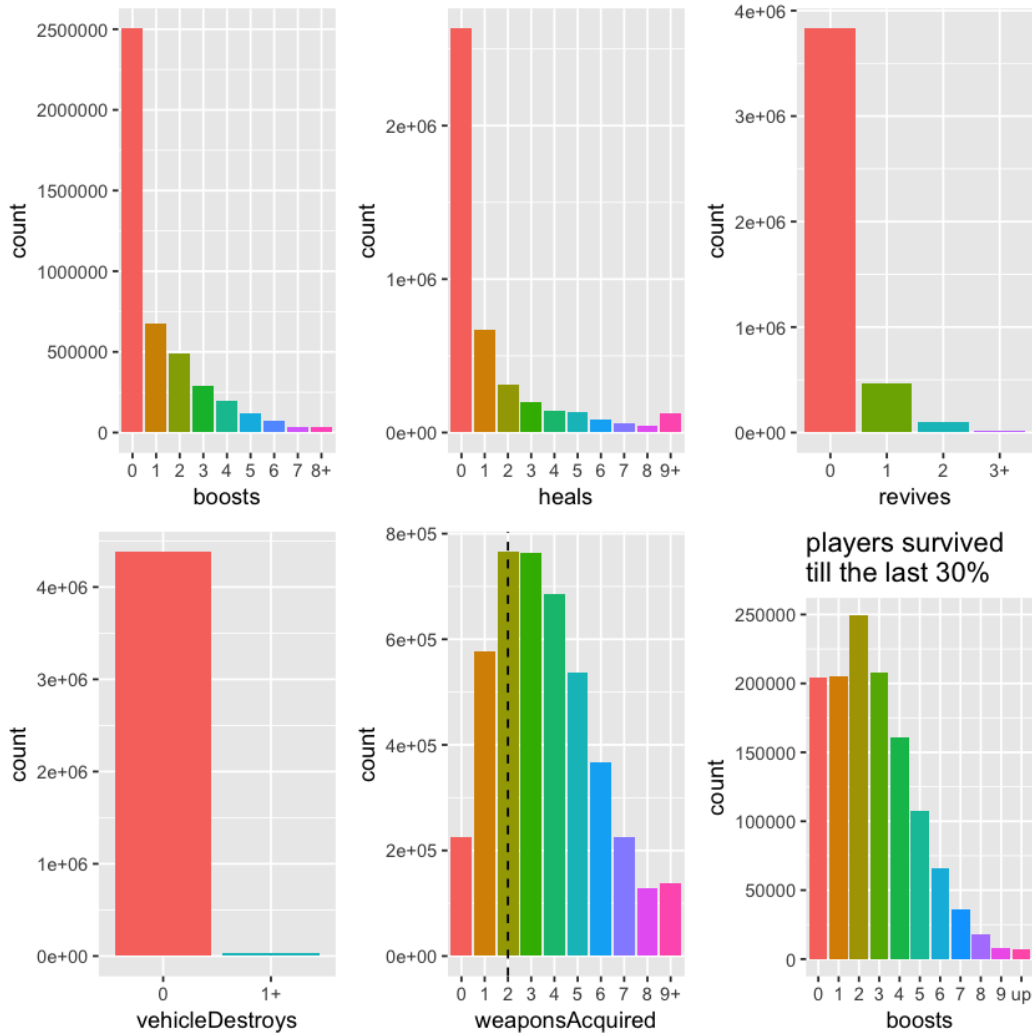 2500000
2000000
1500000
1000000
500000
0
count
0 1 2 3 4 5 6 7 8+
boosts
2e+06
1e+06
0e+00
count
0 1 2 3 4 5 6 7 8 9+
heals
4e+06
3e+06
2e+06
1e+06
0e+00
count
0 1 2 3+
revives
4e+06
3e+06
2e+06
1e+06
0e+00
count
0 1+
vehicleDestroys
8e+05
6e+05
4e+05
2e+05
0e+00
count
0 1 2 3 4 5 6 7 8 9+
weaponsAcquired
players survived
till the last 30%
250000
200000
150000
100000
50000
0
count
0 1 2 3 4 5 6 7 8 9 up
boosts